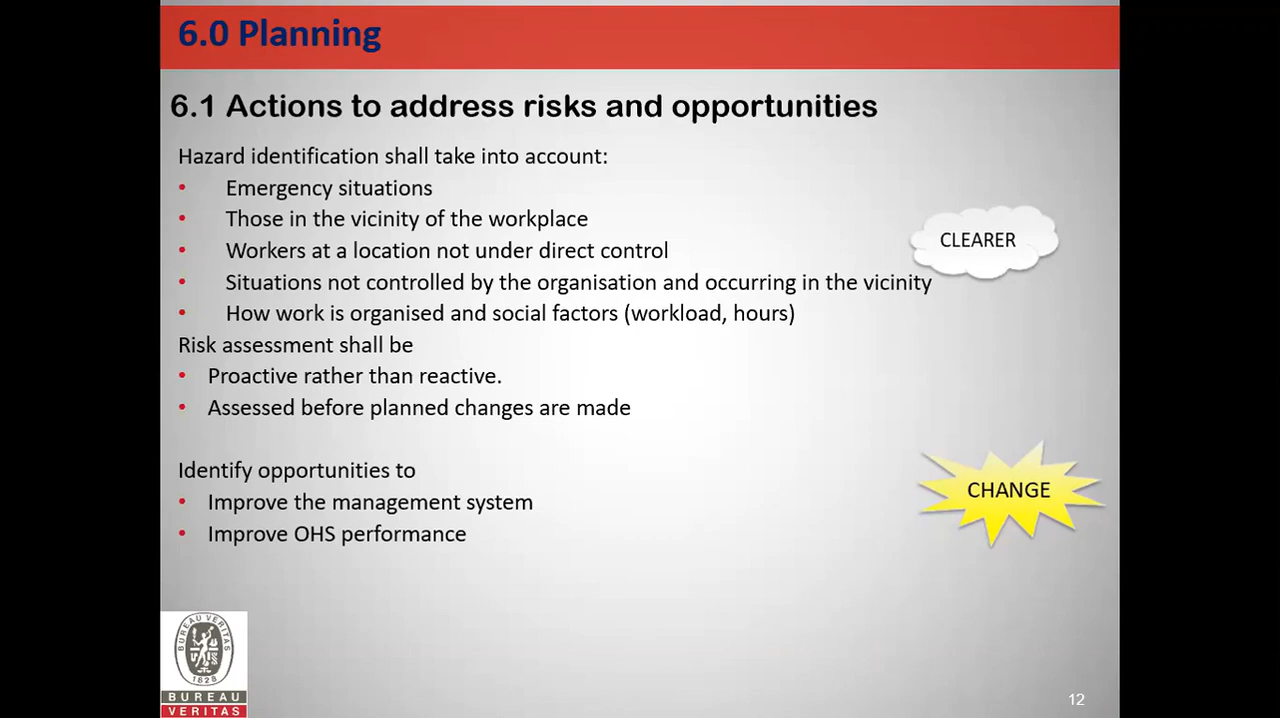 6.0 Planning
6.1 Actions to address risks and opportunities
Hazard identification shall take into account:
• Emergency situations
• Those in the vicinity of the workplace
• Workers at a location not under direct control
• Situations not controlled by the organisation and occurring in the vicinity
• How work is organised and social factors (workload, hours)
CLEARER
Risk assessment shall be
• Proactive rather than reactive.
• Assessed before planned changes are made
Identify opportunities to
• Improve the management system
• Improve OHS performance
CHANGE
BUREAU VERITAS
1828
BUREAU
VERITAS
12